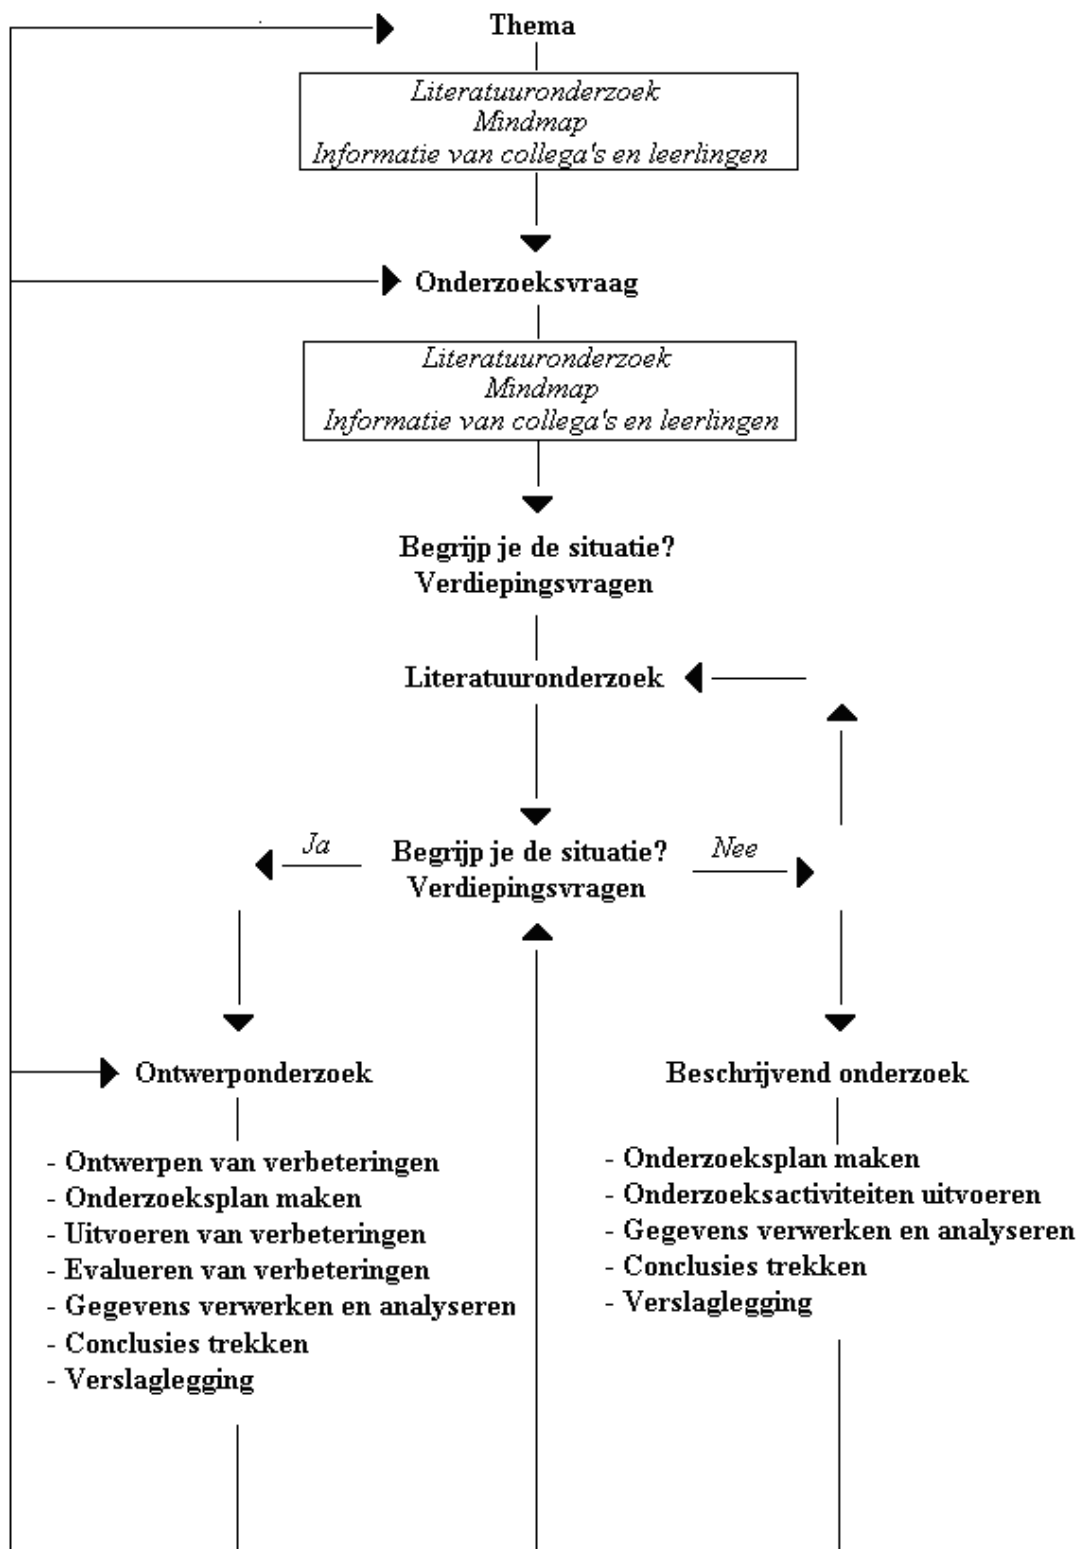 Thema
Literatuuronderzoek
Mindmap
Informatie van collega's en leerlingen
Onderzoeksvraag
Literatuuronderzoek
Mindmap
Informatie van collega's en leerlingen
Begrijp je de situatie?
Verdiepingsvragen
Literatuuronderzoek
Ja
Begrijp je de situatie?
Verdiepingsvragen
Nee
Ontwerponderzoek
- Ontwerpen van verbeteringen
- Onderzoeksplan maken
- Uitvoeren van verbeteringen
- Evalueren van verbeteringen
- Gegevens verwerken en analyseren
- Conclusies trekken
- Verslaglegging
Beschrijvend onderzoek
- Onderzoeksplan maken
- Onderzoeksactiviteiten uitvoeren
- Gegevens verwerken en analyseren
- Conclusies trekken
- Verslaglegging